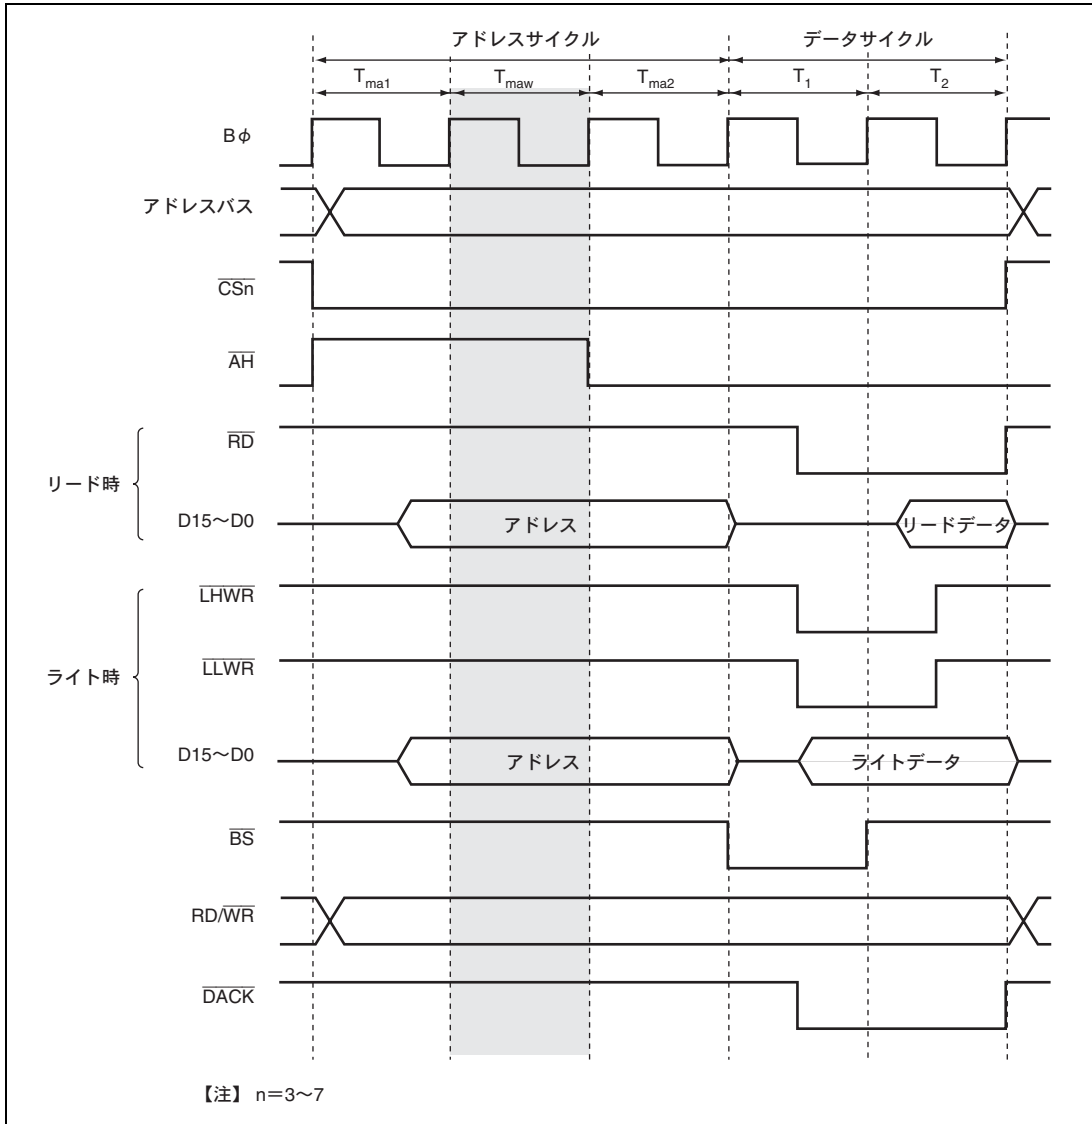 アドレスサイクル データサイクル
Tma1 Tmaw Tma2 T1 T2
Bφ
アドレスバス
CSn
AH
RD
リード時
D15～D0 アドレス リードデータ
LHWR
LLWR
ライト時
D15～D0 アドレス ライトデータ
BS
RD/WR
DACK
【注】 n＝3～7